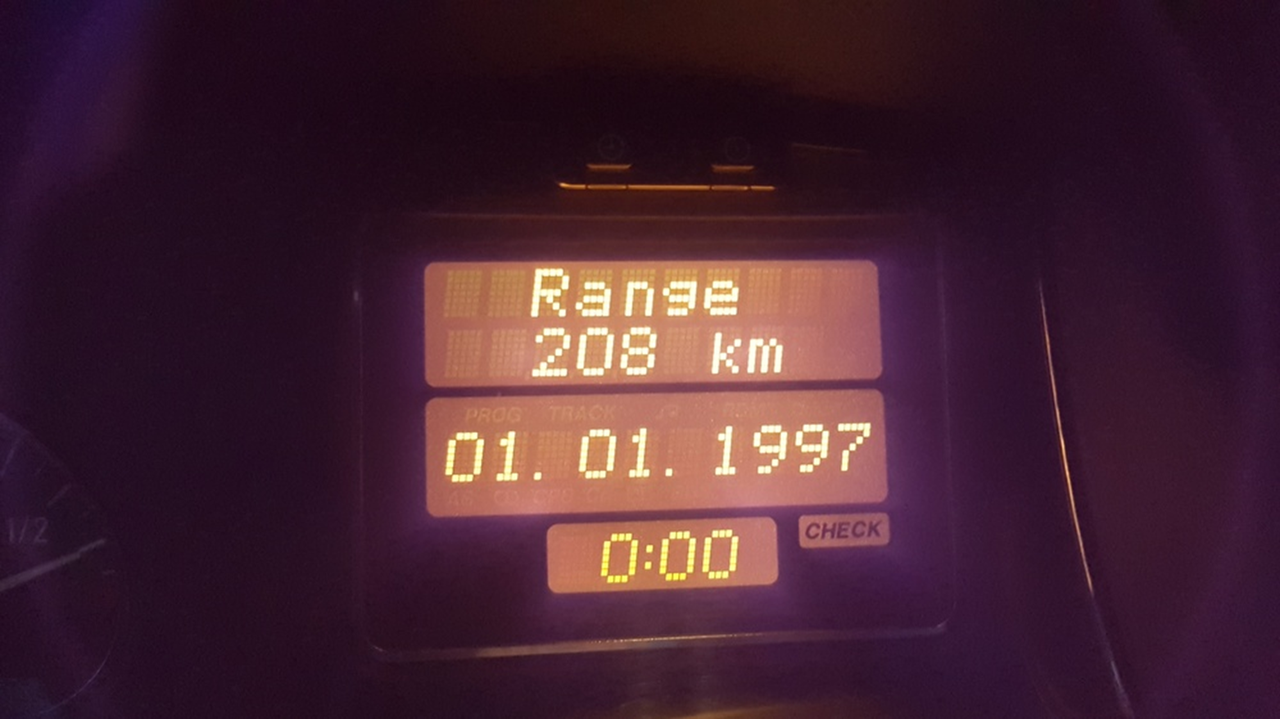 Range
208 km
PROG TRACK
01. 01. 1997
0:00
CHECK
1/2